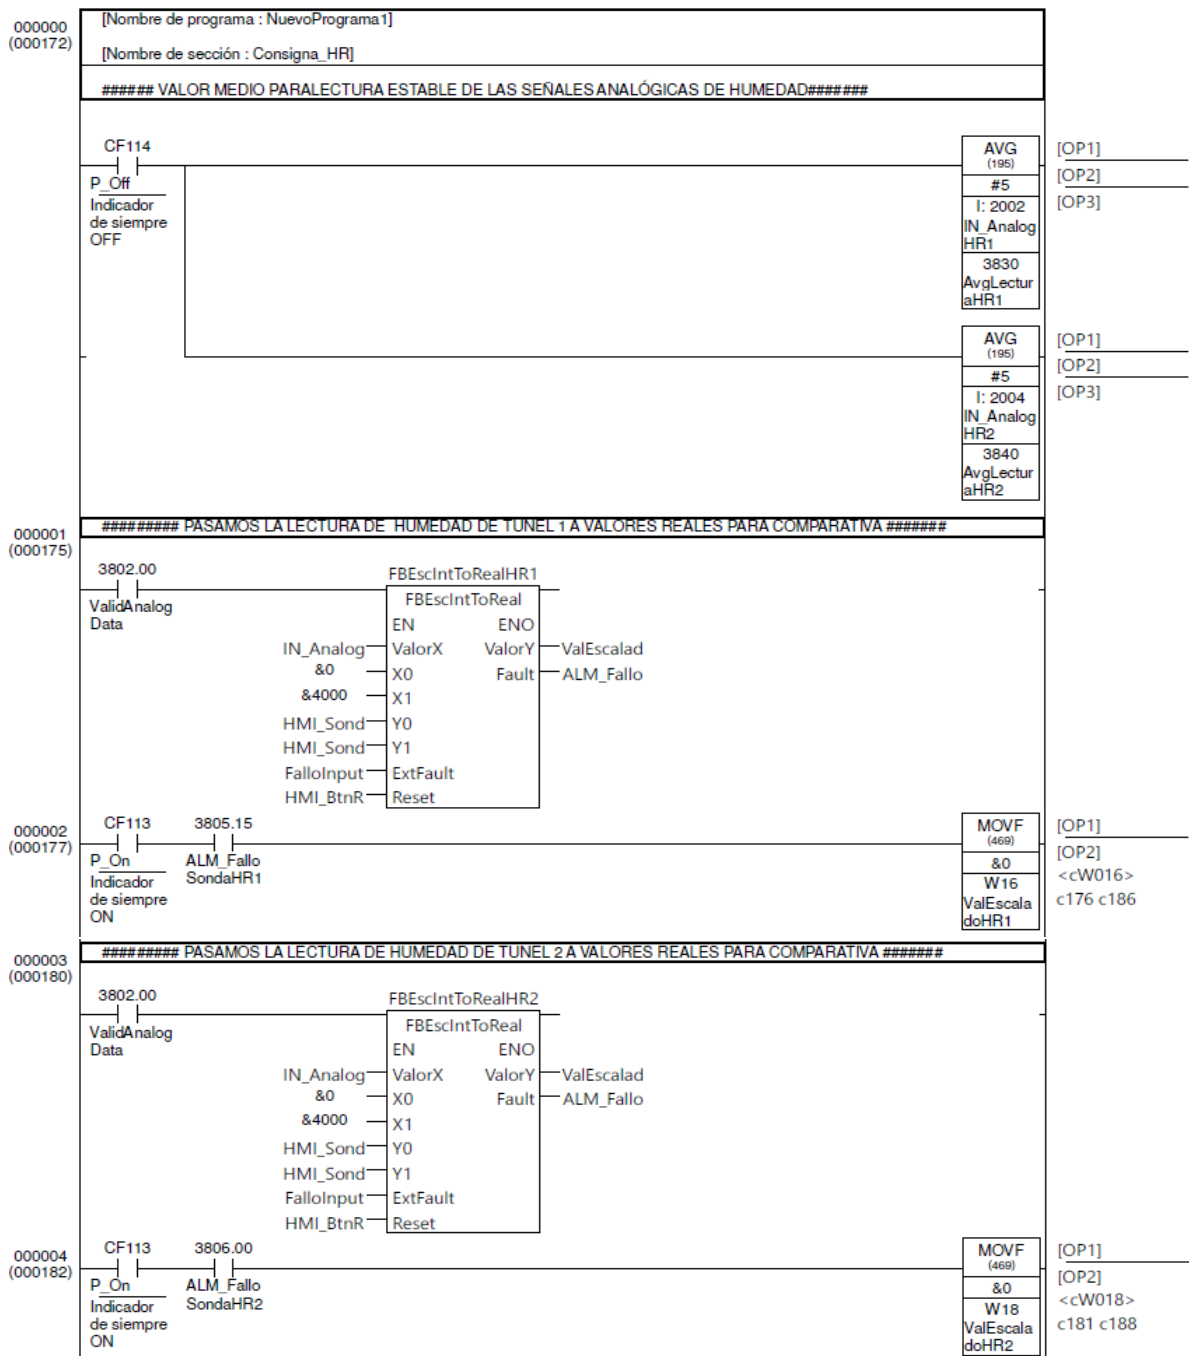 000000
(000172)
[Nombre de programa : NuevoPrograma1]
[Nombre de sección : Consigna_HR]
###### VALOR MEDIO PARALECTURA ESTABLE DE LAS SEÑALES ANALÓGICAS DE HUMEDAD#######
CF114
P_Off
Indicador
de siempre
OFF
AVG
(195)
#5
I: 2002
IN_Analog
HR1
3830
AvgLectur
aHR1
[OP1]
[OP2]
[OP3]
AVG
(195)
#5
I: 2004
IN_Analog
HR2
3840
AvgLectur
aHR2
[OP1]
[OP2]
[OP3]
000001
(000175)
######### PASAMOS LA LECTURA DE HUMEDAD DE TUNEL 1 A VALORES REALES PARA COMPARATIVA #######
3802.00
ValidAnalog
Data
FBEscIntToRealHR1
FBEscIntToReal
EN ENO
IN_Analog ValorX ValorY ValEscalad
&0 X0 Fault ALM_Fallo
&4000 X1
HMI_Sond Y0
HMI_Sond Y1
FalloInput ExtFault
HMI_BtnR Reset
000002
(000177)
CF113
P_On
Indicador
de siempre
ON
3805.15
ALM_Fallo
SondaHR1
MOVF
(469)
&0
W16
ValEscala
doHR1
[OP1]
[OP2]
<cW016>
c176 c186
000003
(000180)
######### PASAMOS LA LECTURA DE HUMEDAD DE TUNEL 2 A VALORES REALES PARA COMPARATIVA #######
3802.00
ValidAnalog
Data
FBEscIntToRealHR2
FBEscIntToReal
EN ENO
IN_Analog ValorX ValorY ValEscalad
&0 X0 Fault ALM_Fallo
&4000 X1
HMI_Sond Y0
HMI_Sond Y1
FalloInput ExtFault
HMI_BtnR Reset
000004
(000182)
CF113
P_On
Indicador
de siempre
ON
3806.00
ALM_Fallo
SondaHR2
MOVF
(469)
&0
W18
ValEscala
doHR2
[OP1]
[OP2]
<cW018>
c181 c188